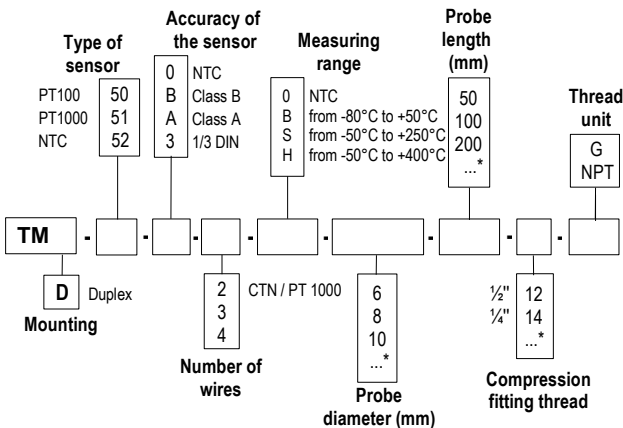 Type of
sensor
PT100 50
PT1000 51
NTC 52
Accuracy of
the sensor
0 NTC
B Class B
A Class A
3 1/3 DIN
Measuring
range
0 NTC
B from -80°C to +50°C
S from -50°C to +250°C
H from -50°C to +400°C
Probe
length
(mm)
50
100
200
...*
Thread
unit
G
NPT
TM - - - - - - -
D Duplex
Mounting
2 CTN / PT 1000
3
4
Number of
wires
6
8
10
...*
Probe
diameter (mm)
½" 12
¼" 14
...*
Compression
fitting thread